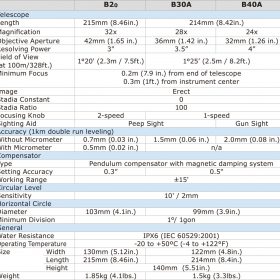 B20 B30A B40A
Telescope
Length 215mm (8.46in.) 214mm (8.42in.)
Magnification 32x 28x 24x
Objective Aperture 42mm (1.65 in.) 36mm (1.42 in.) 32mm (1.26 in.)
Resolving Power 3" 3.5" 4"
Field of View
(at 100m/328ft.) 1°20' (2.3m / 7.5ft.) 1°25' (2.5m / 8.2ft.)
Minimum Focus 0.2m (7.9 in.) from end of telescope
0.3m (1ft.) from instrument center
Image Erect
Stadia Constant 0
Stadia Ratio 100
Focusing Knob 2-speed 1-speed
Sighting Aid Peep Sight Gun Sight
Accuracy (1km double run leveling)
Without Micrometer 0.7mm (0.03 in.) 1.5mm (0.06 in.) 2.0mm (0.08 in.)
With Micrometer 0.5mm (0.02 in.) n/a
Compensator
Type Pendulum compensator with magnetic damping system
Setting Accuracy 0.3" 0.5"
Working Range ±15'
Circular Level
Sensitivity 10' / 2mm
Horizontal Circle
Diameter 103mm (4.1in.) 99mm (3.9in.)
Minimum Division 1°/ 1gon
General
Water Resistance IPX6 (IEC 60529:2001)
Operating Temperature -20 to +50°C (-4 to +122°F)
Size Width 130mm (5.12in.) 122mm (4.8in.)
Length 215mm (8.46in.) 214mm (8.4in.)
Height 140mm (5.51in.)
Weight 1.85kg (4.1lbs.) 1.5kg (3.3lbs.)